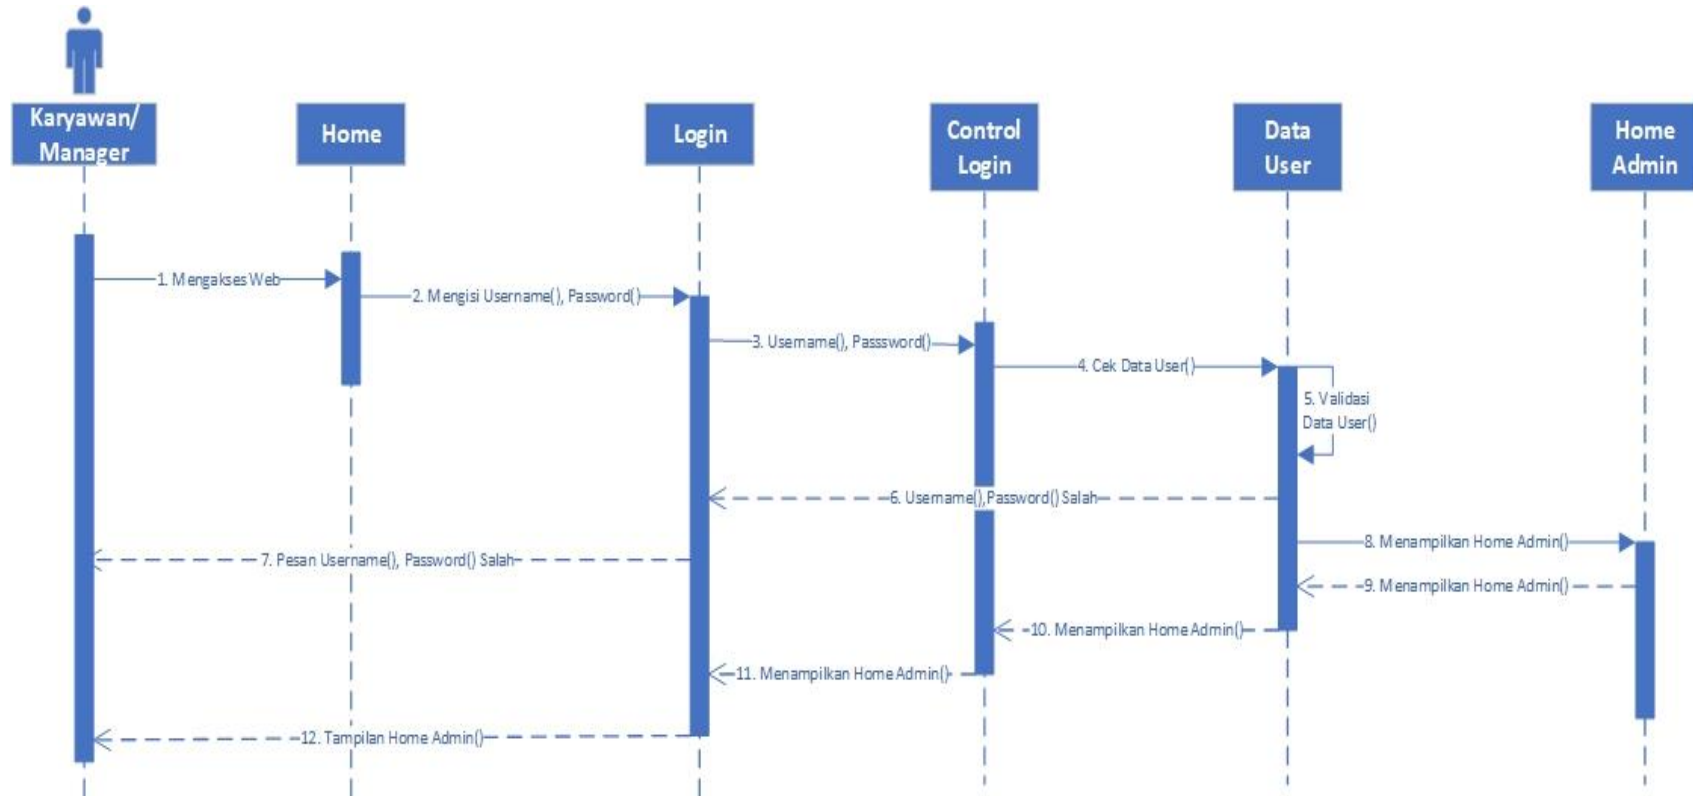 Karyawan/
Manager
Home
Login
Control
Login
Data
User
Home
Admin
1. Mengakses Web
2. Mengisi Username(), Password()
3. Username(), Passsword()
4. Cek Data User()
5. Validasi
Data User()
6. Username(),Password() Salah
7. Pesan Username(), Password() Salah
8. Menampilkan Home Admin()
9. Menampilkan Home Admin()
10. Menampilkan Home Admin()
11. Menampilkan Home Admin()
12. Tampilan Home Admin()